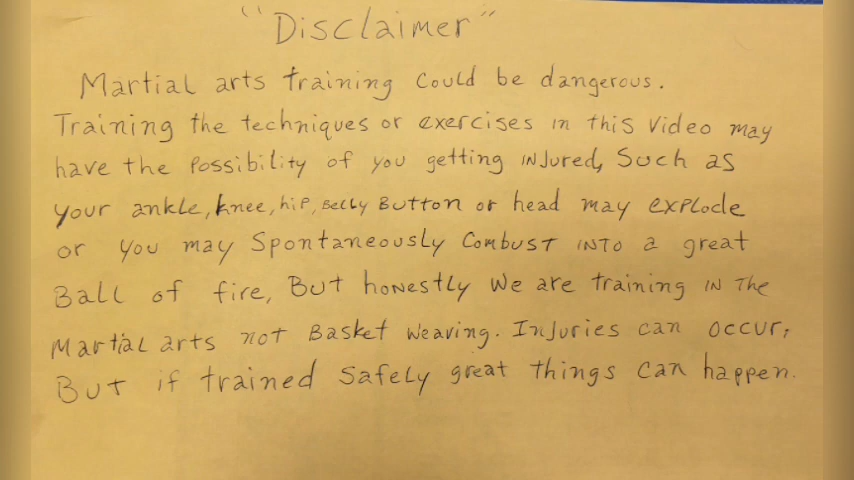 "Disclaimer"
Martial arts training could be dangerous.
Training the techniques or exercises in this video may
have the possibility of you getting injured, such as
your ankle, knee, hip, belly button or head may explode
or you may spontaneously combust into a great
Ball of fire, But honestly we are training in the
Martial arts not Basket weaving. Injuries can occur,
But if trained safely great things can happen.